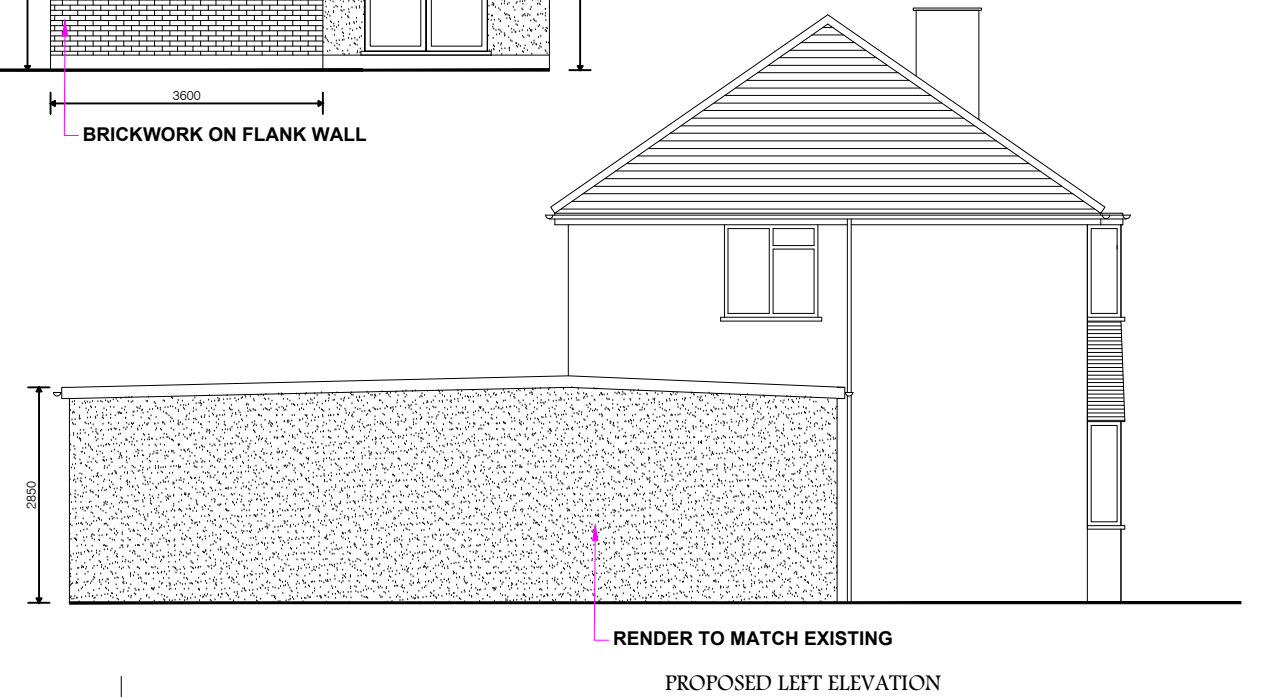 3600
BRICKWORK ON FLANK WALL
2850
RENDER TO MATCH EXISTING
PROPOSED LEFT ELEVATION